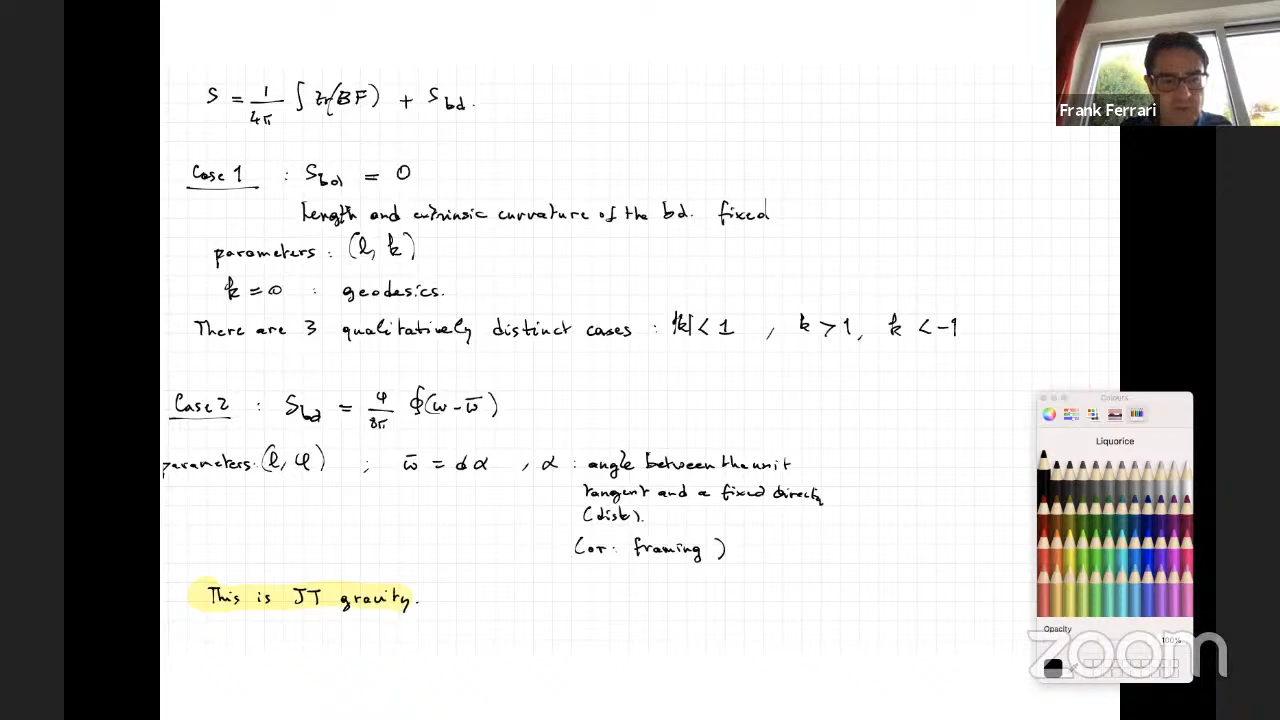 S = 1/4π ∫ tr(BF) + S_bd.
Case 1 : S_bd = 0
length and extrinsic curvature of the bd. fixed
parameters : (ℓ, k)
k = 0 : geodesics.
There are 3 qualitatively distinct cases : |k| < 1 , k > 1, k < -1
Case 2 : S_bd = φ/8π ∮(ω - ω̄)
parameters: (ℓ, φ) ; ω̄ = dα , α : angle between the unit
tangent and a fixed direct
(disk).
(or: framing )
This is JT gravity.
Frank Ferrari
Colours
Liquorice
Opacity
100%
zoom